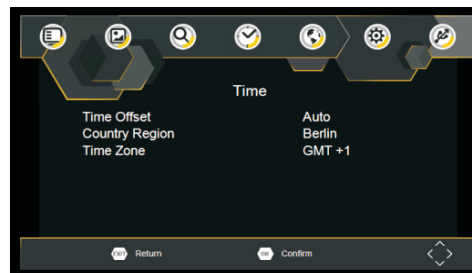 Time
Time Offset Auto
Country Region Berlin
Time Zone GMT +1
EXIT Return OK Confirm